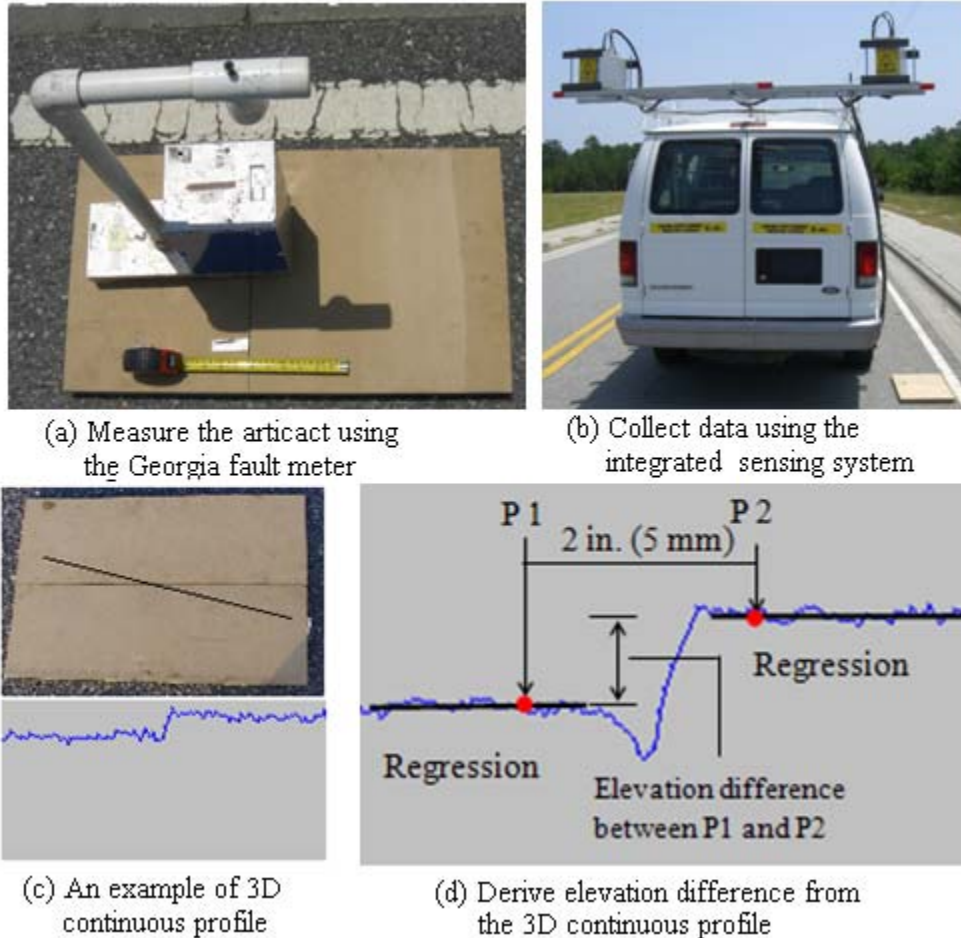 (a) Measure the articact using
the Georgia fault meter
(b) Collect data using the
integrated sensing system
P 1
P 2
2 in. (5 mm)
Regression
Regression
Elevation difference
between P1 and P2
(c) An example of 3D
continuous profile
(d) Derive elevation difference from
the 3D continuous profile